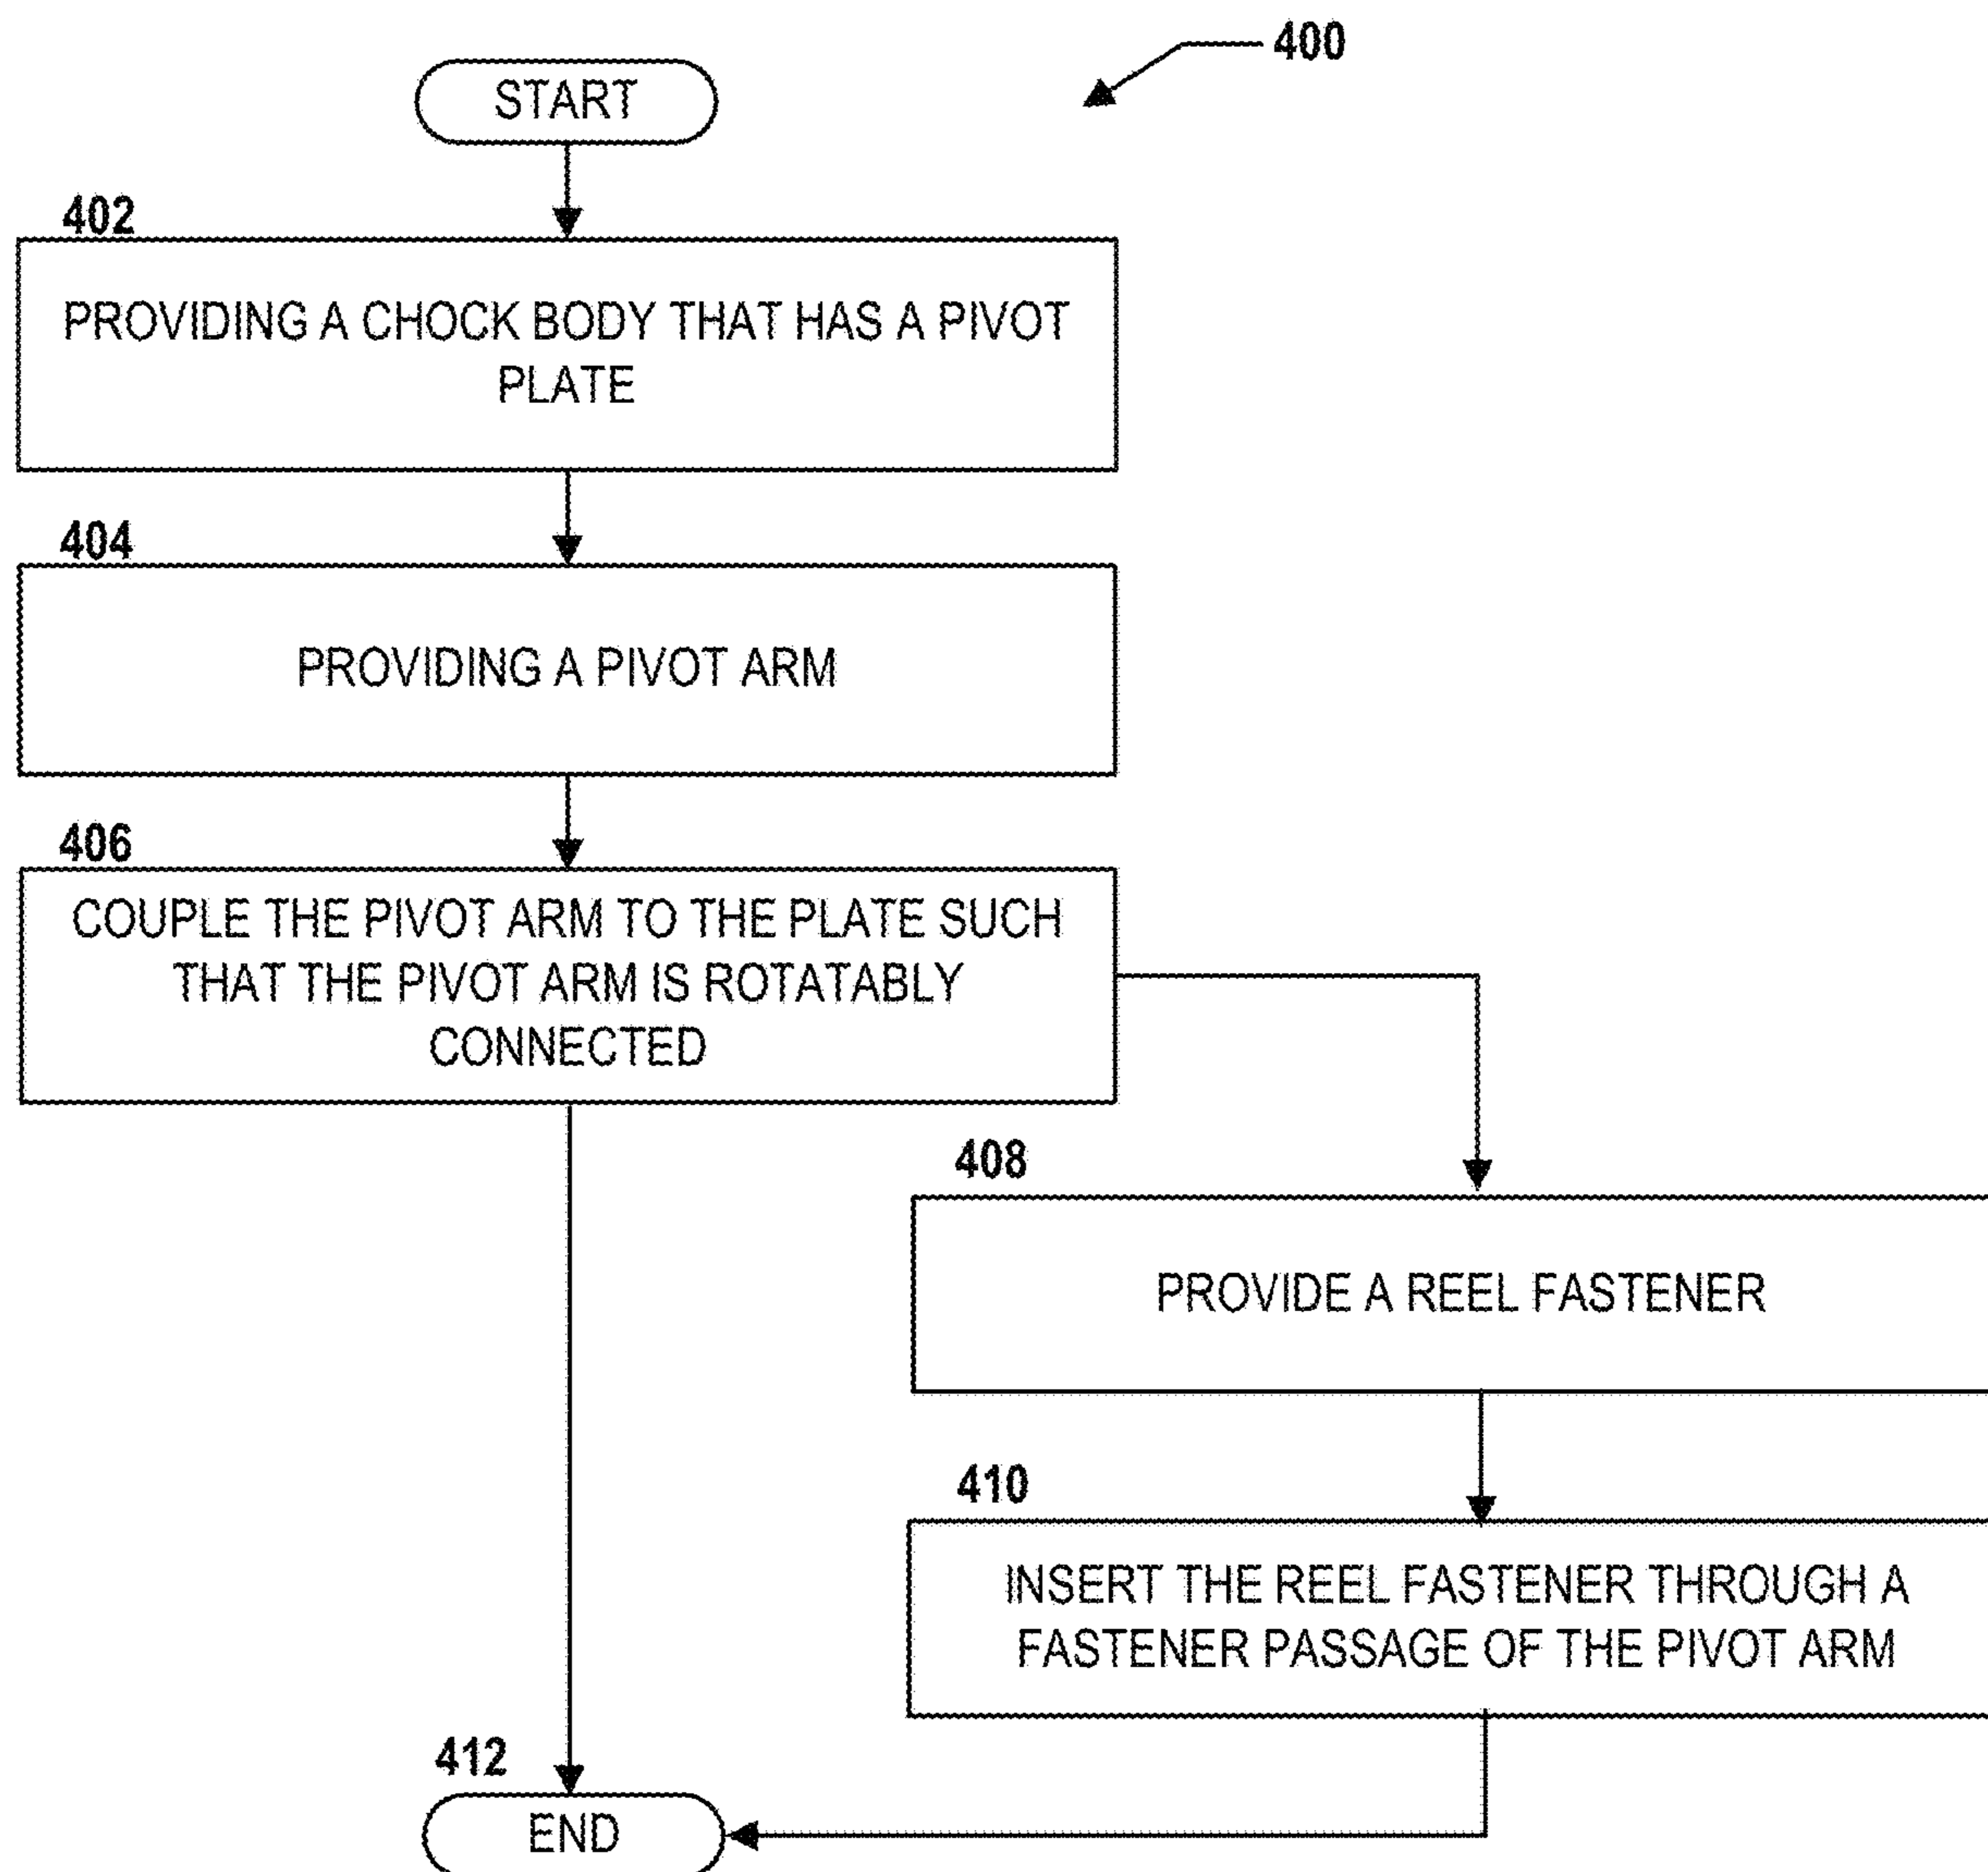 400
START
402
PROVIDING A CHOCK BODY THAT HAS A PIVOT
PLATE
404
PROVIDING A PIVOT ARM
406
COUPLE THE PIVOT ARM TO THE PLATE SUCH
THAT THE PIVOT ARM IS ROTATABLY
CONNECTED
408
PROVIDE A REEL FASTENER
410
INSERT THE REEL FASTENER THROUGH A
FASTENER PASSAGE OF THE PIVOT ARM
412
END